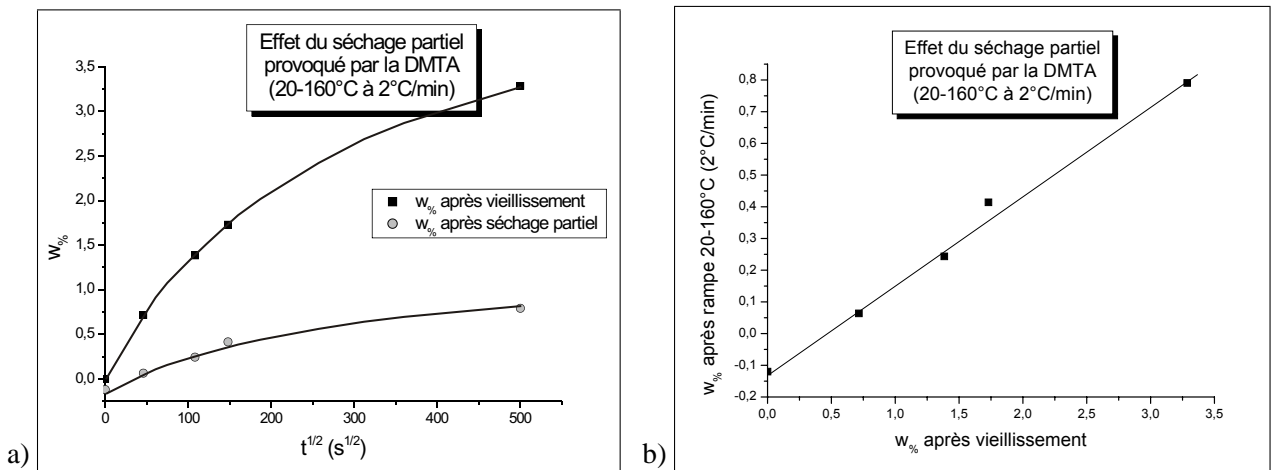 Effet du séchage partiel
provoqué par la DMTA
(20-160°C à 2°C/min)
3,5
3,0
2,5
2,0
1,5
1,0
0,5
0,0
w%
w% après vieillissement
w% après séchage partiel
0
100
200
300
400
500
t1/2 (s1/2)
a)
Effet du séchage partiel
provoqué par la DMTA
(20-160°C à 2°C/min)
0,8
0,7
0,6
0,5
0,4
0,3
0,2
0,1
0,0
-0,1
-0,2
w% après rampe 20-160°C (2°C/min)
0,0
0,5
1,0
1,5
2,0
2,5
3,0
3,5
w% après vieillissement
b)